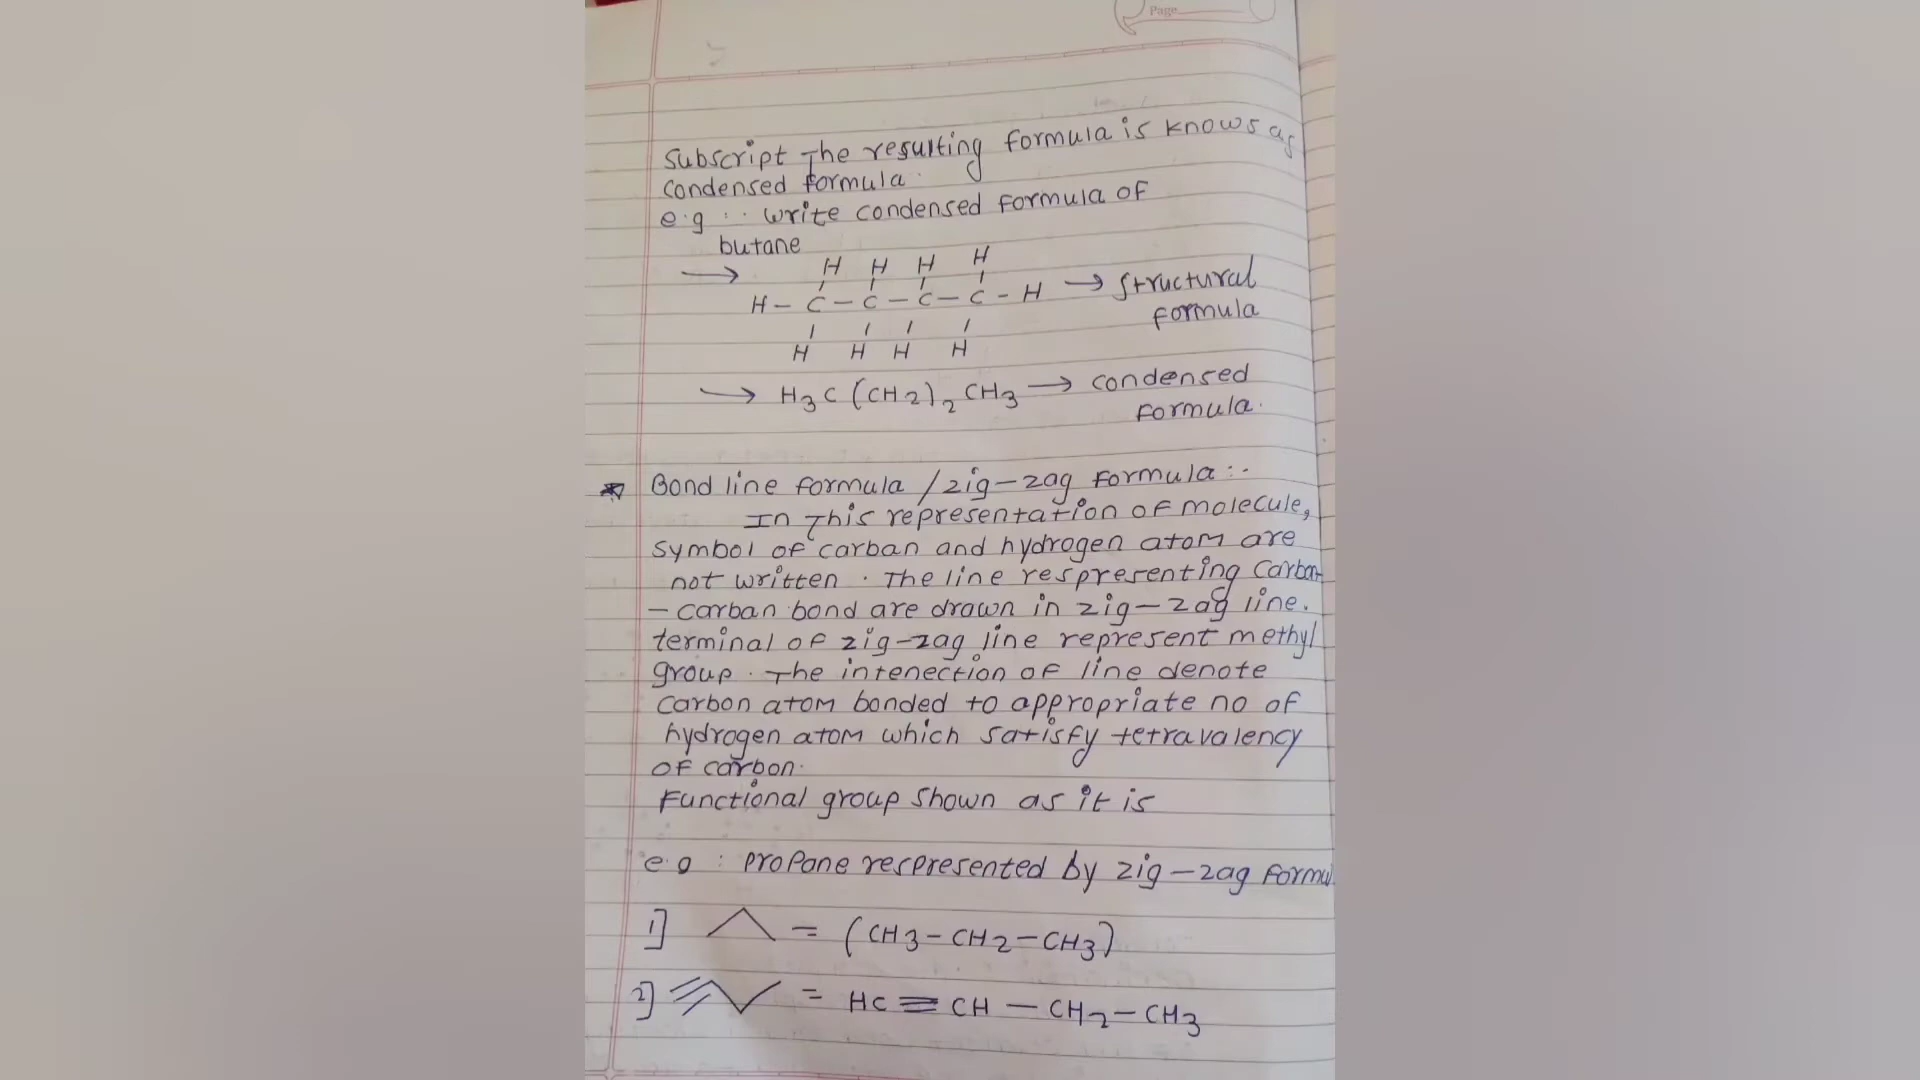 Page
Subscript The resulting formula is knows as
condensed formula.
e.g :. write condensed formula of
butane
H H H H
→ H – C – C – C – C – H → structural
formula
H H H H
→ H3C (CH2)2 CH3 → condensed
formula.
* Bond line formula / zig–zag formula :-
In This representation of molecule,
symbol of carban and hydrogen atom are
not written . The line respresenting Carbon
– carban bond are drawn in zig–zag line.
terminal of zig–zag line represent methyl
group . The intenection of line denote
carbon atom bonded to appropriate no of
hydrogen atom which satisfy tetravalency
of carbon.
Functional group shown as it is
e.g : propane respresented by zig–zag formu
1] = (CH3–CH2–CH3)
2] = HC ≡ CH – CH2 – CH3